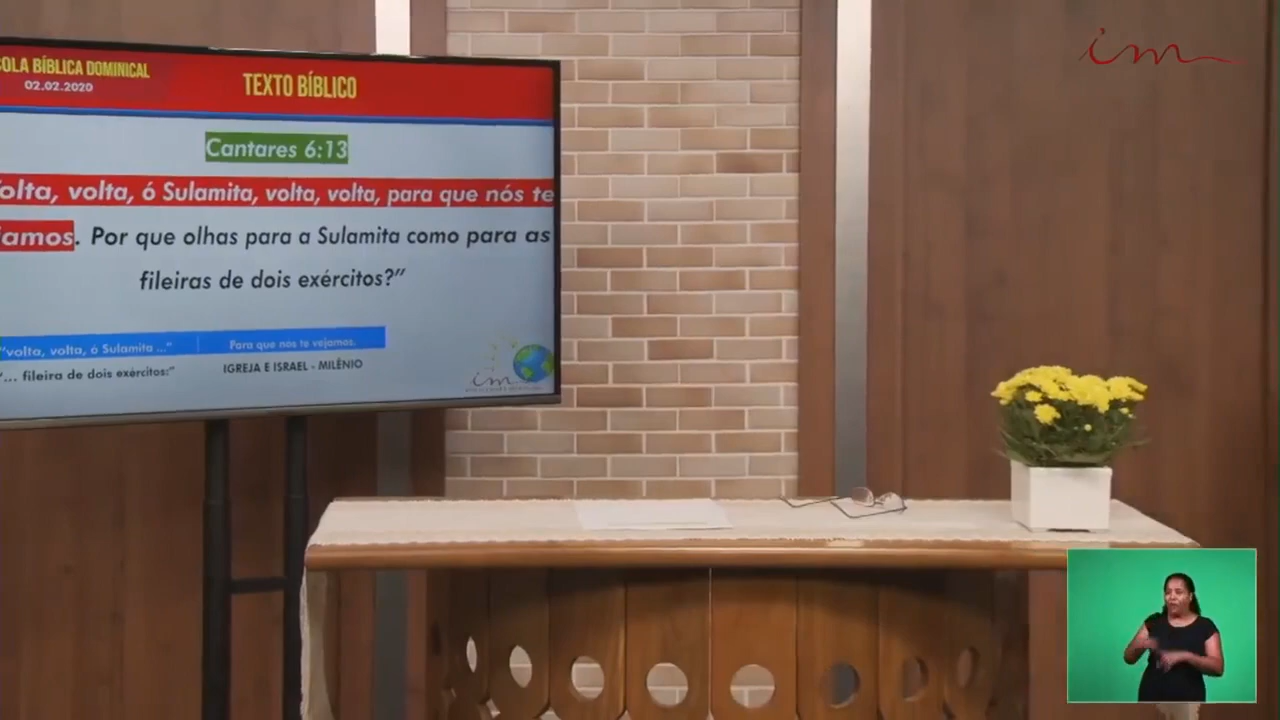 OLA BÍBLICA DOMINICAL
02.02.2020
TEXTO BÍBLICO
Cantares 6:13
olta, volta, ó Sulamita, volta, volta, para que nós te
jamos. Por que olhas para a Sulamita como para as
fileiras de dois exércitos?”
“volta, volta, ó Sulamita ...” Para que nós te vejamos.
“... fileira de dois exércitos:” IGREJA E ISRAEL - MILÊNIO
im
im